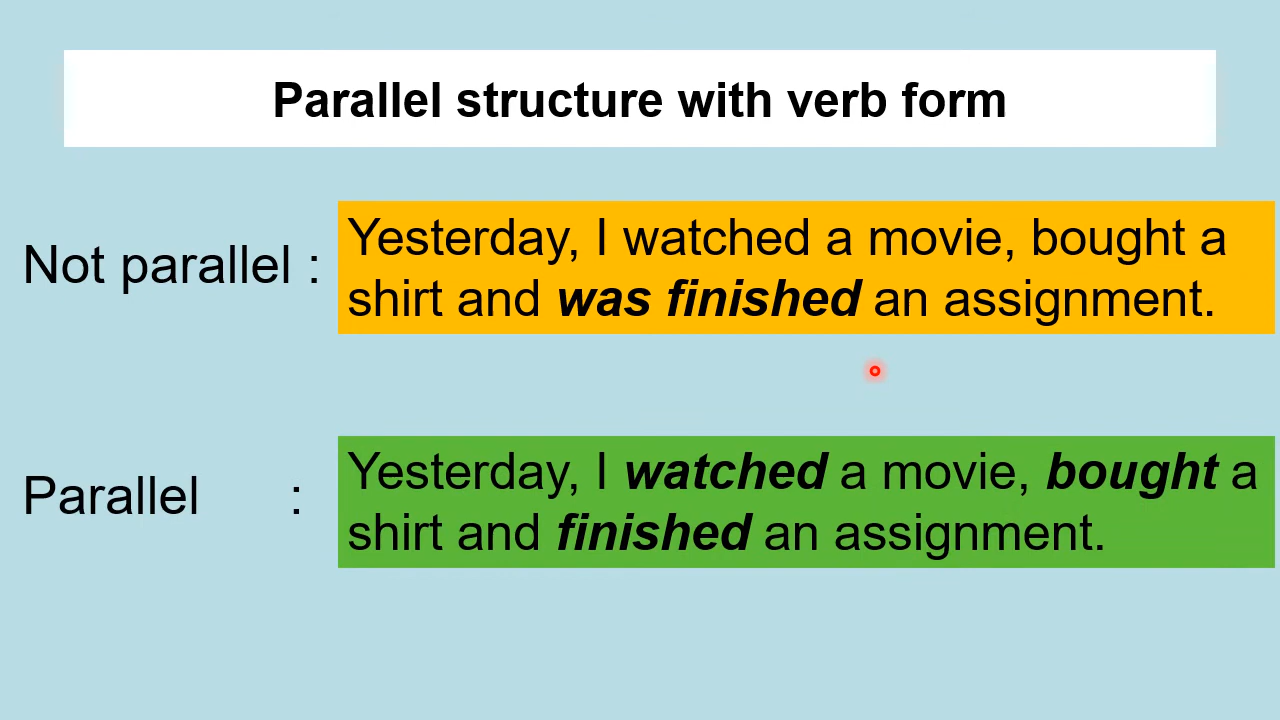 Parallel structure with verb form
Not parallel :
Yesterday, I watched a movie, bought a
shirt and was finished an assignment.
Parallel :
Yesterday, I watched a movie, bought a
shirt and finished an assignment.